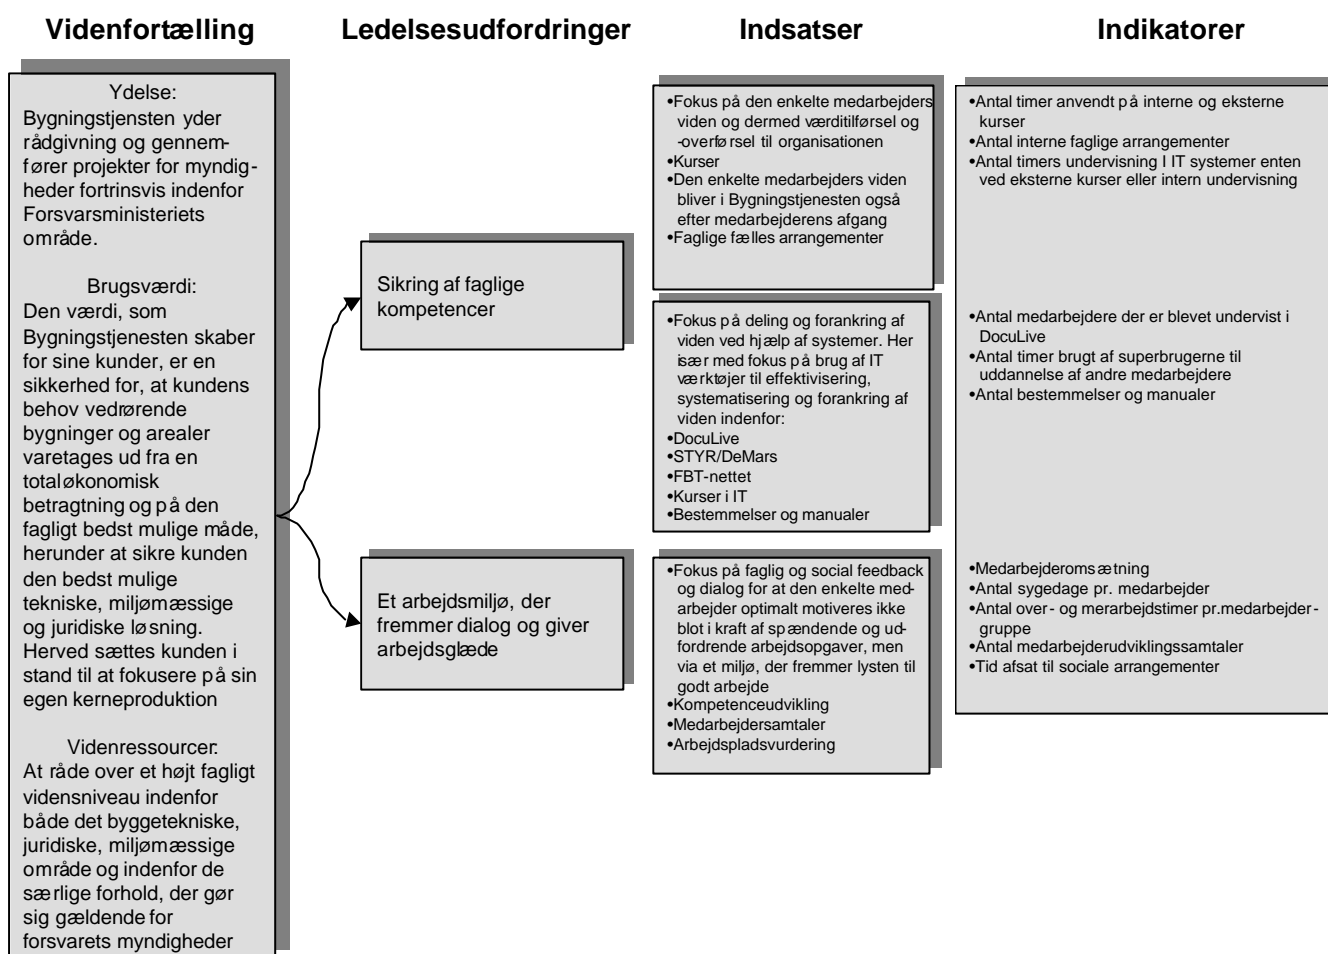 Videnfortælling
Ledelsesudfordringer
Indsatser
Indikatorer
Ydelse:
Bygningstjensten yder
rådgivning og gennem-
fører projekter for myndig-
heder fortrinsvis indenfor
Forsvarsministeriets
område.
Brugsværdi:
Den værdi, som
Bygningstjenesten skaber
for sine kunder, er en
sikkerhed for, at kundens
behov vedrørende
bygninger og arealer
varetages ud fra en
totaløkonomisk
betragtning og på den
fagligt bedst mulige måde,
herunder at sikre kunden
den bedst mulige
tekniske, miljømæssige
og juridiske løsning.
Herved sættes kunden i
stand til at fokusere på sin
egen kerneproduktion
Videnressourcer:
At råde over et højt fagligt
vidensniveau indenfor
både det byggetekniske,
juridiske, miljømæssige
område og indenfor de
særlige forhold, der gør
sig gældende for
forsvarets myndigheder
Sikring af faglige
kompetencer
Et arbejdsmiljø, der
fremmer dialog og giver
arbejdsglæde
•Fokus på den enkelte medarbejders
viden og dermed værditilførsel og
-overførsel til organisationen
•Kurser
•Den enkelte medarbejders viden
bliver i Bygningstjenesten også
efter medarbejderens afgang
•Faglige fælles arrangementer
•Fokus på deling og forankring af
viden ved hjælp af systemer. Her
især med fokus på brug af IT
værktøjer til effektivisering,
systematisering og forankring af
viden indenfor:
•DocuLive
•STYR/DeMars
•FBT-nettet
•Kurser i IT
•Bestemmelser og manualer
•Fokus på faglig og social feedback
og dialog for at den enkelte med-
arbejder optimalt motiveres ikke
blot i kraft af spændende og ud-
fordrende arbejdsopgaver, men
via et miljø, der fremmer lysten til
godt arbejde
•Kompetenceudvikling
•Medarbejdersamtaler
•Arbejdspladsvurdering
•Antal timer anvendt på interne og eksterne
kurser
•Antal interne faglige arrangementer
•Antal timers undervisning I IT systemer enten
ved eksterne kurser eller intern undervisning
•Antal medarbejdere der er blevet undervist i
DocuLive
•Antal timer brugt af superbrugerne til
uddannelse af andre medarbejdere
•Antal bestemmelser og manualer
•Medarbejderomsætning
•Antal sygedage pr. medarbejder
•Antal over- og merarbejdstimer pr.medarbejder-
gruppe
•Antal medarbejderudviklingssamtaler
•Tid afsat til sociale arrangementer